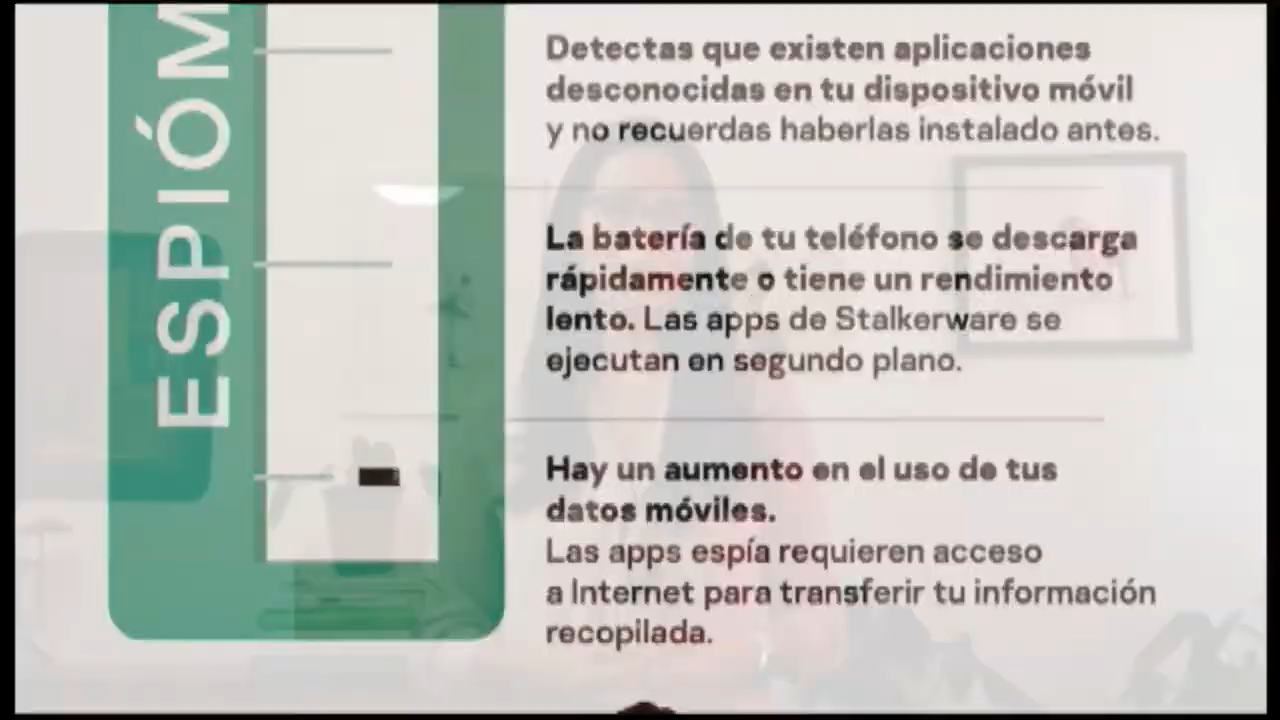 ESPIÓM
Detectas que existen aplicaciones
desconocidas en tu dispositivo móvil
y no recuerdas haberlas instalado antes.
La batería de tu teléfono se descarga
rápidamente o tiene un rendimiento
lento. Las apps de Stalkerware se
ejecutan en segundo plano.
Hay un aumento en el uso de tus
datos móviles.
Las apps espía requieren acceso
a Internet para transferir tu información
recopilada.